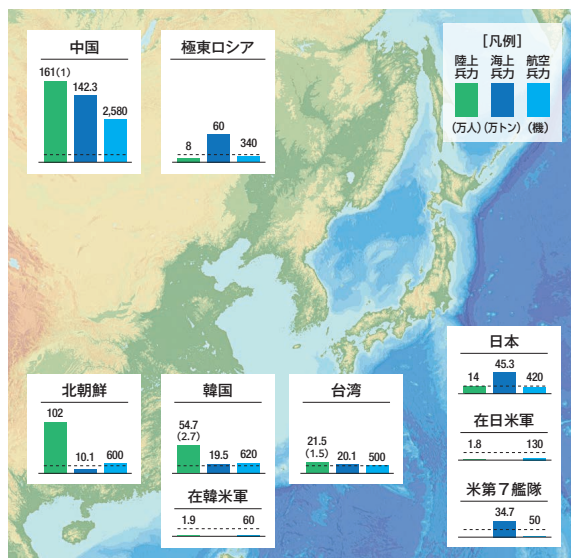 中国
161(1)
142.3
2,580
極東ロシア
8
60
340
[凡例]
陸上 海上 航空
兵力 兵力 兵力
(万人) (万トン) (機)
北朝鮮
102
10.1
600
韓国
54.7
(2.7)
19.5
620
在韓米軍
1.9
60
台湾
21.5
(1.5)
20.1
500
日本
14
45.3
420
在日米軍
1.8
130
米第7艦隊
34.7
50